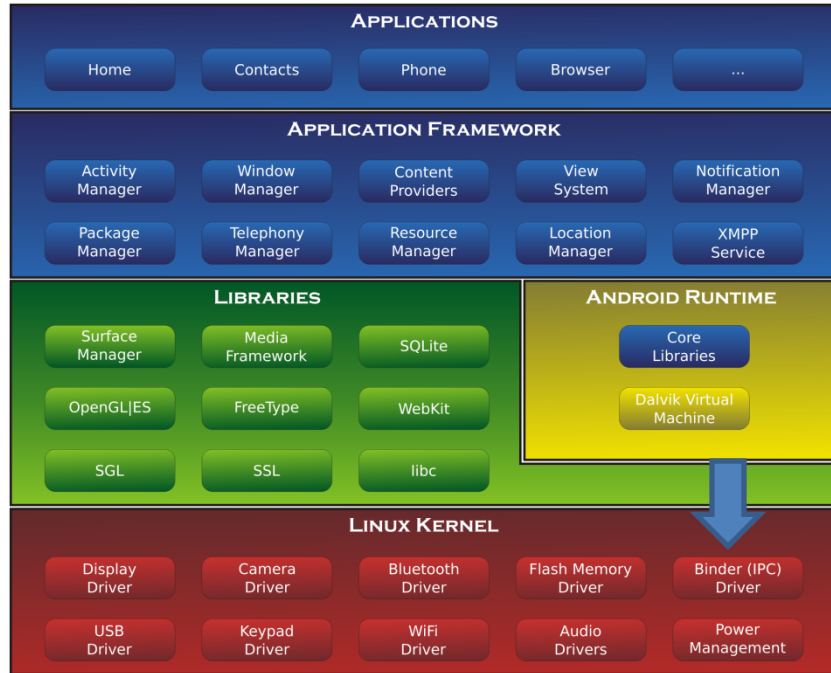 APPLICATIONS
Home
Contacts
Phone
Browser
...
APPLICATION FRAMEWORK
Activity
Manager
Window
Manager
Content
Providers
View
System
Notification
Manager
Package
Manager
Telephony
Manager
Resource
Manager
Location
Manager
XMPP
Service
LIBRARIES
Surface
Manager
Media
Framework
SQLite
OpenGL|ES
FreeType
WebKit
SGL
SSL
libc
ANDROID RUNTIME
Core
Libraries
Dalvik Virtual
Machine
LINUX KERNEL
Display
Driver
Camera
Driver
Bluetooth
Driver
Flash Memory
Driver
Binder (IPC)
Driver
USB
Driver
Keypad
Driver
WiFi
Driver
Audio
Drivers
Power
Management